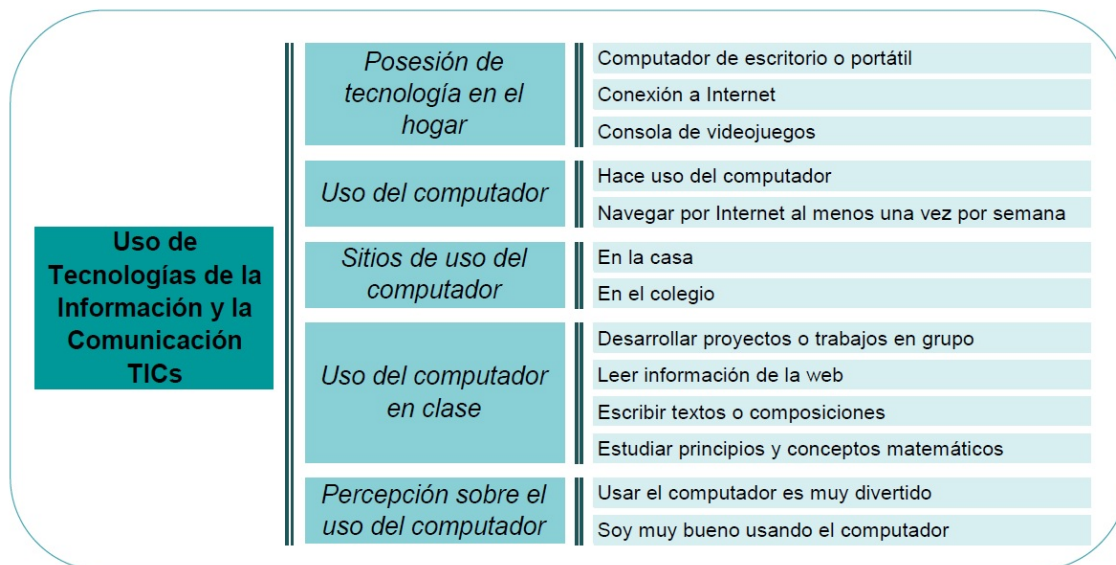 Uso de
Tecnologías de la
Información y la
Comunicación
TICs
Posesión de
tecnología en el
hogar
Computador de escritorio o portátil
Conexión a Internet
Consola de videojuegos
Uso del computador
Hace uso del computador
Navegar por Internet al menos una vez por semana
Sitios de uso del
computador
En la casa
En el colegio
Uso del computador
en clase
Desarrollar proyectos o trabajos en grupo
Leer información de la web
Escribir textos o composiciones
Estudiar principios y conceptos matemáticos
Percepción sobre el
uso del computador
Usar el computador es muy divertido
Soy muy bueno usando el computador